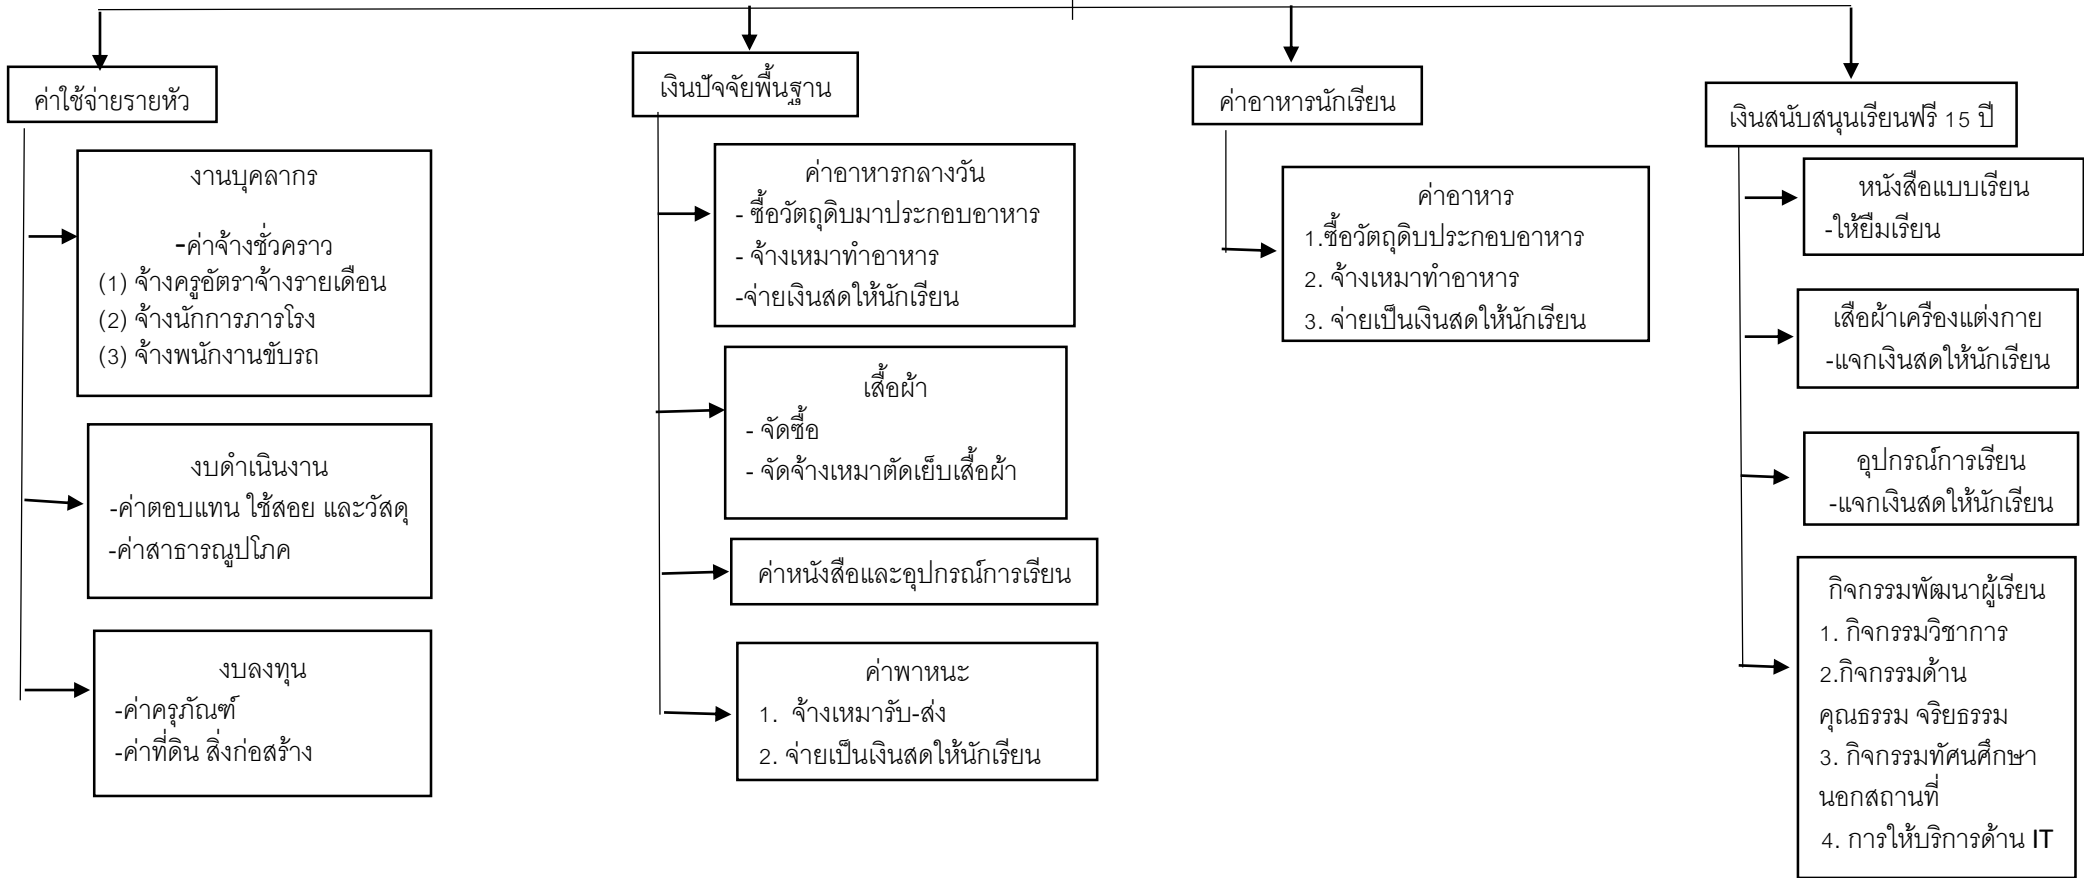 ค่าใช้จ่ายรายหัว
งานบุคลากร
-ค่าจ้างชั่วคราว
(1) จ้างครูอัตราจ้างรายเดือน
(2) จ้างนักการภารโรง
(3) จ้างพนักงานขับรถ
งบดำเนินงาน
-ค่าตอบแทน ใช้สอย และวัสดุ
-ค่าสาธารณูปโภค
งบลงทุน
-ค่าครุภัณฑ์
-ค่าที่ดิน สิ่งก่อสร้าง
เงินปัจจัยพื้นฐาน
ค่าอาหารกลางวัน
- ซื้อวัตถุดิบมาประกอบอาหาร
- จ้างเหมาทำอาหาร
-จ่ายเงินสดให้นักเรียน
เสื้อผ้า
- จัดซื้อ
- จัดจ้างเหมาตัดเย็บเสื้อผ้า
ค่าหนังสือและอุปกรณ์การเรียน
ค่าพาหนะ
1. จ้างเหมารับ-ส่ง
2. จ่ายเป็นเงินสดให้นักเรียน
ค่าอาหารนักเรียน
ค่าอาหาร
1.ซื้อวัตถุดิบประกอบอาหาร
2. จ้างเหมาทำอาหาร
3. จ่ายเป็นเงินสดให้นักเรียน
เงินสนับสนุนเรียนฟรี 15 ปี
หนังสือแบบเรียน
-ให้ยืมเรียน
เสื้อผ้าเครื่องแต่งกาย
-แจกเงินสดให้นักเรียน
อุปกรณ์การเรียน
-แจกเงินสดให้นักเรียน
กิจกรรมพัฒนาผู้เรียน
1. กิจกรรมวิชาการ
2.กิจกรรมด้าน
คุณธรรม จริยธรรม
3. กิจกรรมทัศนศึกษา
นอกสถานที่
4. การให้บริการด้าน IT